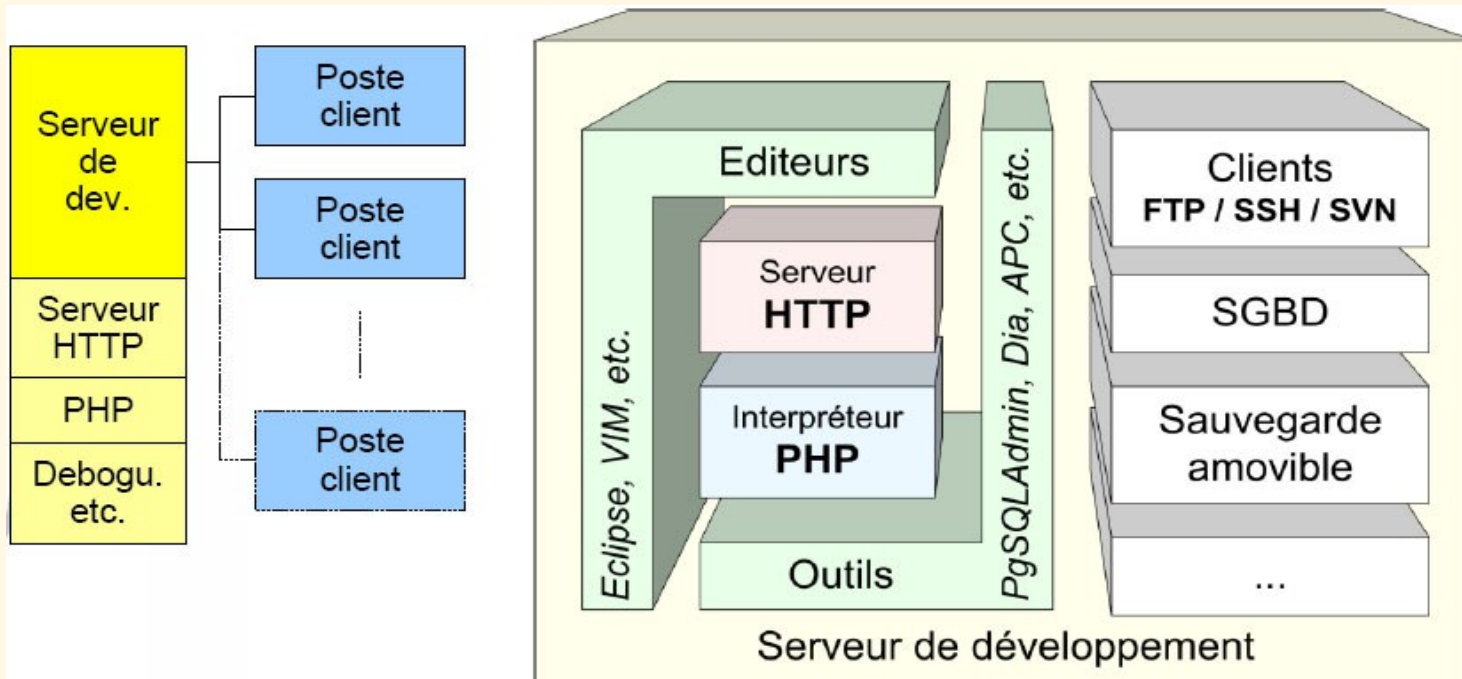 Serveur
de
dev.
Serveur
HTTP
PHP
Debogu.
etc.
Poste
client
Poste
client
Poste
client
Editeurs
Eclipse, VIM, etc.
Serveur
HTTP
Interpréteur
PHP
Outils
PgSQLAdmin, Dia, APC, etc.
Clients
FTP / SSH / SVN
SGBD
Sauvegarde
amovible
...
Serveur de développement